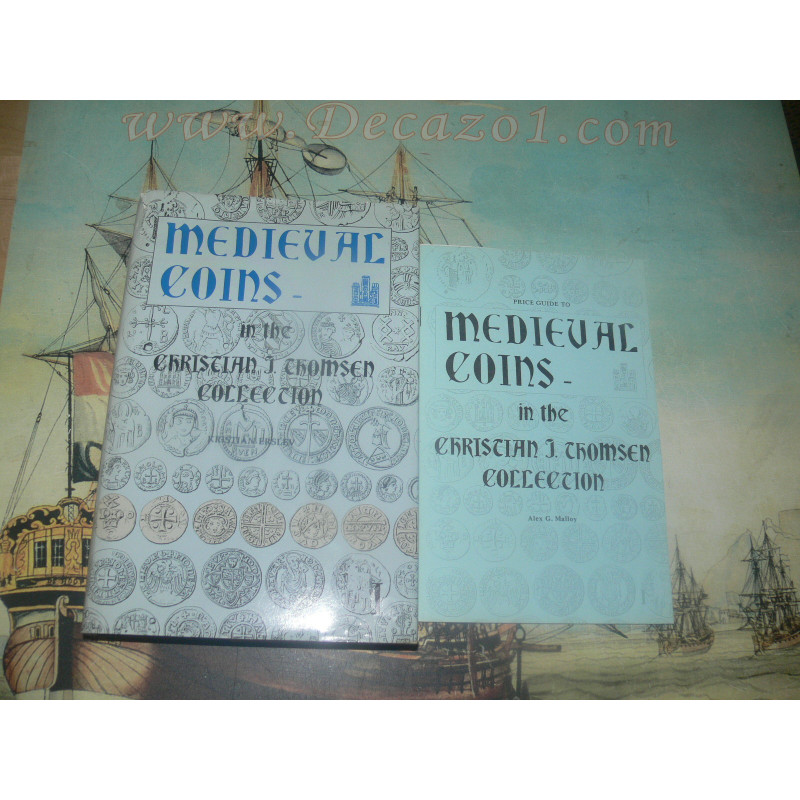 www.Decazo1.com
MEDIEVAL
COINS -
in the
CHRISTIAN J. THOMSEN
COLLECTION
KRISTIAN ERSLEV
PRICE GUIDE TO
MEDIEVAL
COINS -
in the
CHRISTIAN J. THOMSEN
COLLECTION
Alex G. Malloy